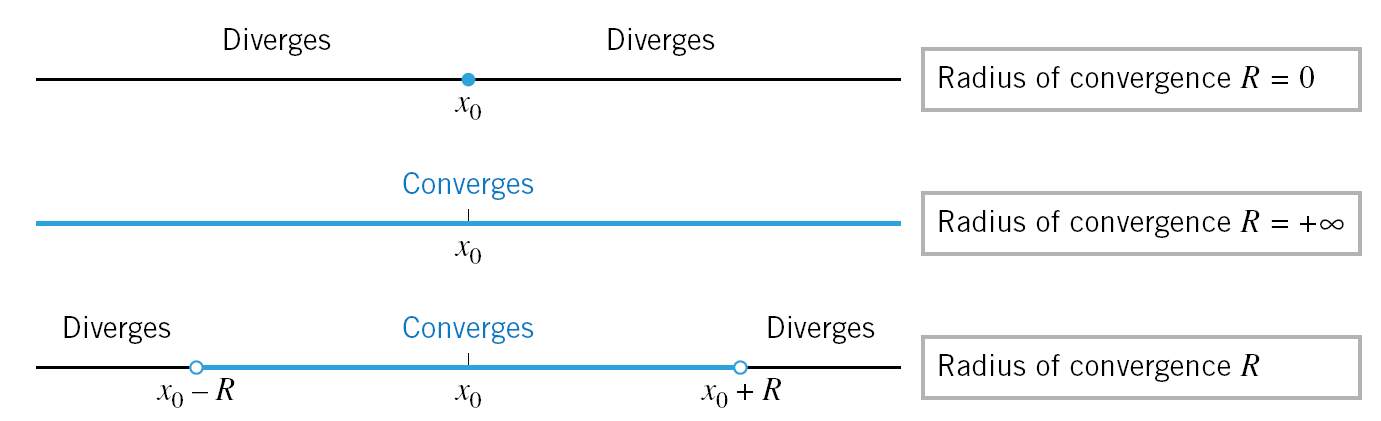 Diverges Diverges
x₀
Radius of convergence R = 0
Converges
x₀
Radius of convergence R = +∞
Diverges Converges Diverges
x₀ – R x₀ x₀ + R
Radius of convergence R